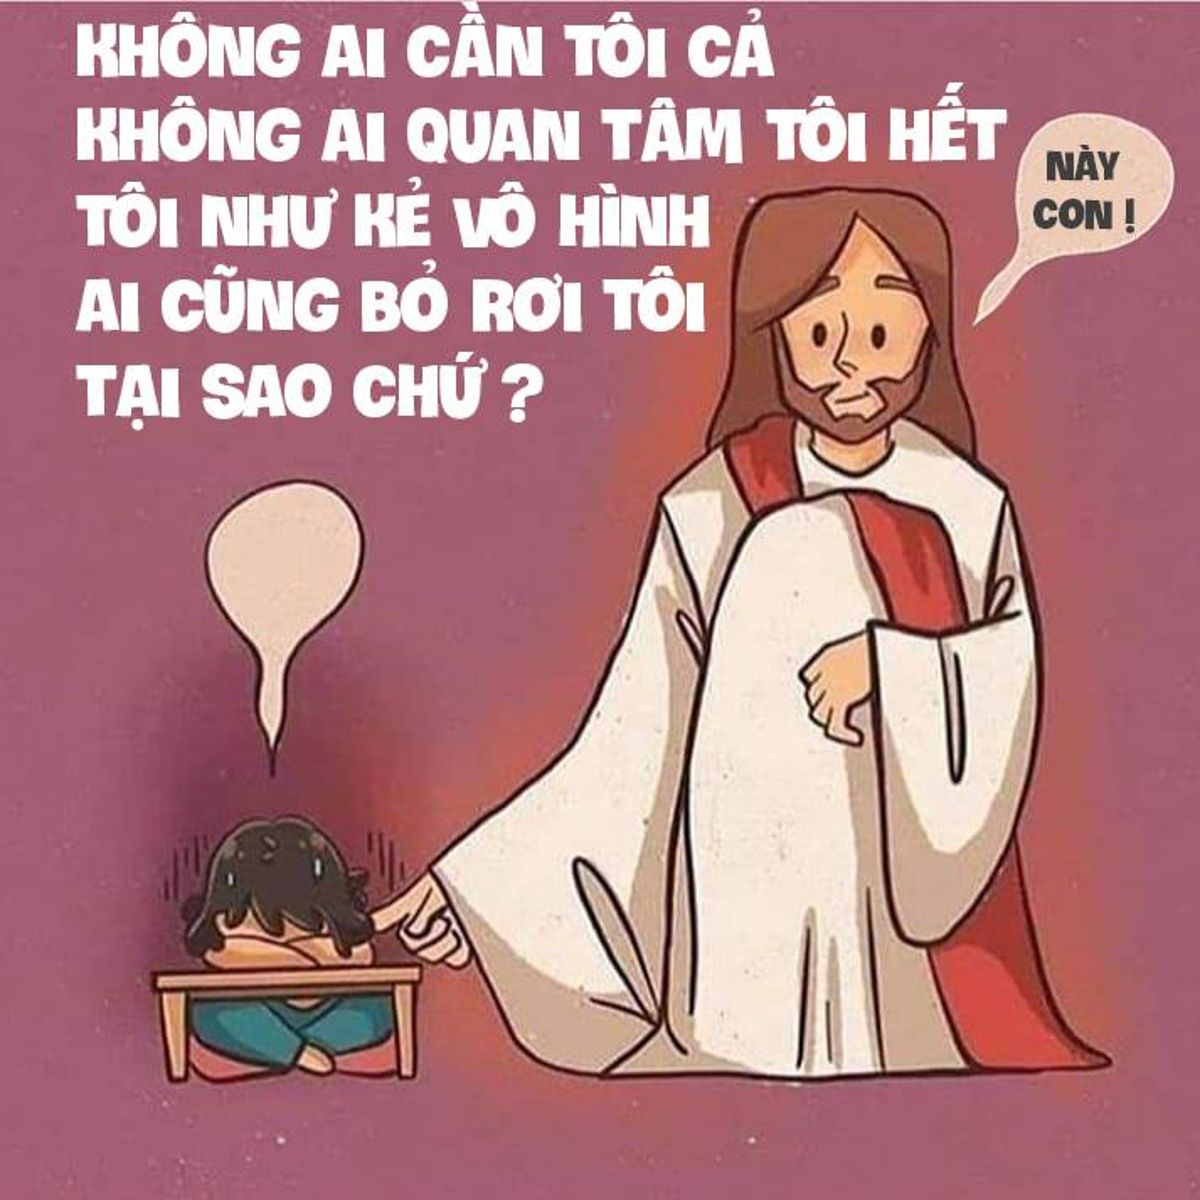 KHÔNG AI CẦN TÔI CẢ
KHÔNG AI QUAN TÂM TÔI HẾT
TÔI NHƯ KẺ VÔ HÌNH
AI CŨNG BỎ RƠI TÔI
TẠI SAO CHỨ ?
NÀY
CON !